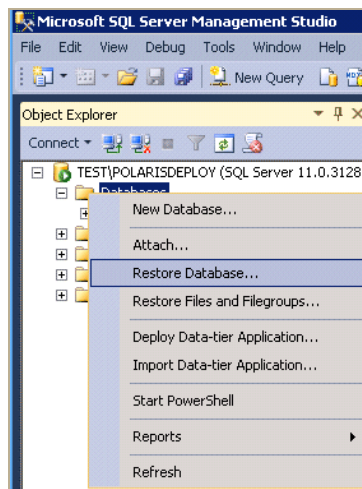 Microsoft SQL Server Management Studio
File Edit View Debug Tools Window Help
New Query
Object Explorer
Connect
TEST\POLARISDEPLOY (SQL Server 11.0.3128
Databases
New Database...
Attach...
Restore Database...
Restore Files and Filegroups...
Deploy Data-tier Application...
Import Data-tier Application...
Start PowerShell
Reports
Refresh